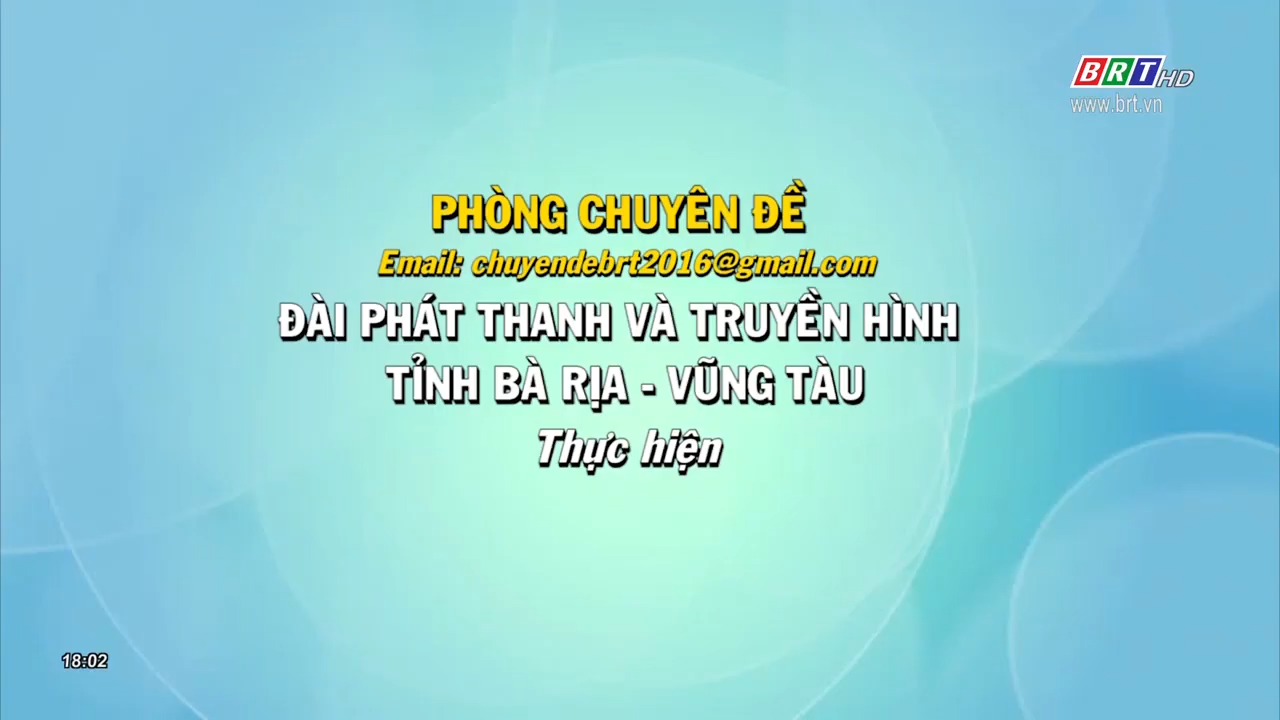 BRT HD
www.brt.vn
PHÒNG CHUYÊN ĐỀ
Email: chuyendebrt2016@gmail.com
ĐÀI PHÁT THANH VÀ TRUYỀN HÌNH
TỈNH BÀ RỊA - VŨNG TÀU
Thực hiện
18:02